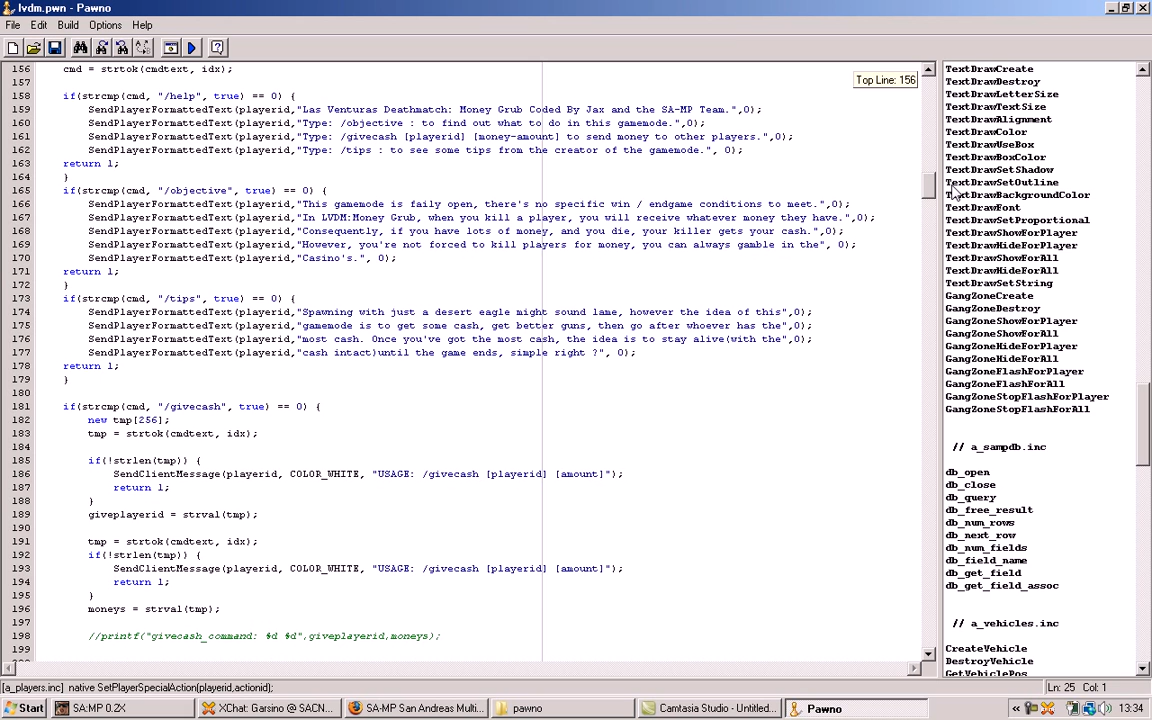 lvdm.pwn - Pawno
File Edit Build Options Help
156 cmd = strtok(cmdtext, idx);
157
158 if(strcmp(cmd, "/help", true) == 0) {
159 SendPlayerFormattedText(playerid,"Las Venturas Deathmatch: Money Grub Coded By Jax and the SA-MP Team.",0);
160 SendPlayerFormattedText(playerid,"Type: /objective : to find out what to do in this gamemode.",0);
161 SendPlayerFormattedText(playerid,"Type: /givecash [playerid] [money-amount] to send money to other players.",0);
162 SendPlayerFormattedText(playerid,"Type: /tips : to see some tips from the creator of the gamemode.", 0);
163 return 1;
164 }
165 if(strcmp(cmd, "/objective", true) == 0) {
166 SendPlayerFormattedText(playerid,"This gamemode is faily open, there's no specific win / endgame conditions to meet.",0);
167 SendPlayerFormattedText(playerid,"In LVDM:Money Grub, when you kill a player, you will receive whatever money they have.",0);
168 SendPlayerFormattedText(playerid,"Consequently, if you have lots of money, and you die, your killer gets your cash.",0);
169 SendPlayerFormattedText(playerid,"However, you're not forced to kill players for money, you can always gamble in the", 0);
170 SendPlayerFormattedText(playerid,"Casino's.", 0);
171 return 1;
172 }
173 if(strcmp(cmd, "/tips", true) == 0) {
174 SendPlayerFormattedText(playerid,"Spawning with just a desert eagle might sound lame, however the idea of this",0);
175 SendPlayerFormattedText(playerid,"gamemode is to get some cash, get better guns, then go after whoever has the",0);
176 SendPlayerFormattedText(playerid,"most cash. Once you've got the most cash, the idea is to stay alive(with the",0);
177 SendPlayerFormattedText(playerid,"cash intact)until the game ends, simple right ?", 0);
178 return 1;
179 }
180
181 if(strcmp(cmd, "/givecash", true) == 0) {
182 new tmp[256];
183 tmp = strtok(cmdtext, idx);
184
185 if(!strlen(tmp)) {
186 SendClientMessage(playerid, COLOR_WHITE, "USAGE: /givecash [playerid] [amount]");
187 return 1;
188 }
189 giveplayerid = strval(tmp);
190
191 tmp = strtok(cmdtext, idx);
192 if(!strlen(tmp)) {
193 SendClientMessage(playerid, COLOR_WHITE, "USAGE: /givecash [playerid] [amount]");
194 return 1;
195 }
196 moneys = strval(tmp);
197
198 //printf("givecash_command: %d %d",giveplayerid,moneys);
199
Top Line: 156
TextDrawCreate
TextDrawDestroy
TextDrawLetterSize
TextDrawTextSize
TextDrawAlignment
TextDrawColor
TextDrawUseBox
TextDrawBoxColor
TextDrawSetShadow
TextDrawSetOutline
TextDrawBackgroundColor
TextDrawFont
TextDrawSetProportional
TextDrawShowForPlayer
TextDrawHideForPlayer
TextDrawShowForAll
TextDrawHideForAll
TextDrawSetString
GangZoneCreate
GangZoneDestroy
GangZoneShowForPlayer
GangZoneShowForAll
GangZoneHideForPlayer
GangZoneHideForAll
GangZoneFlashForPlayer
GangZoneFlashForAll
GangZoneStopFlashForPlayer
GangZoneStopFlashForAll
// a_sampdb.inc
db_open
db_close
db_query
db_free_result
db_num_rows
db_next_row
db_num_fields
db_field_name
db_get_field
db_get_field_assoc
// a_vehicles.inc
CreateVehicle
DestroyVehicle
GetVehiclePos
[a_players.inc] native SetPlayerSpecialAction(playerid,actionid);
Ln: 25 Col: 1
Start SA:MP 0.2X XChat: Garsino @ SACN... SA-MP San Andreas Multi... pawno Camtasia Studio - Untitled... Pawno « 13:34